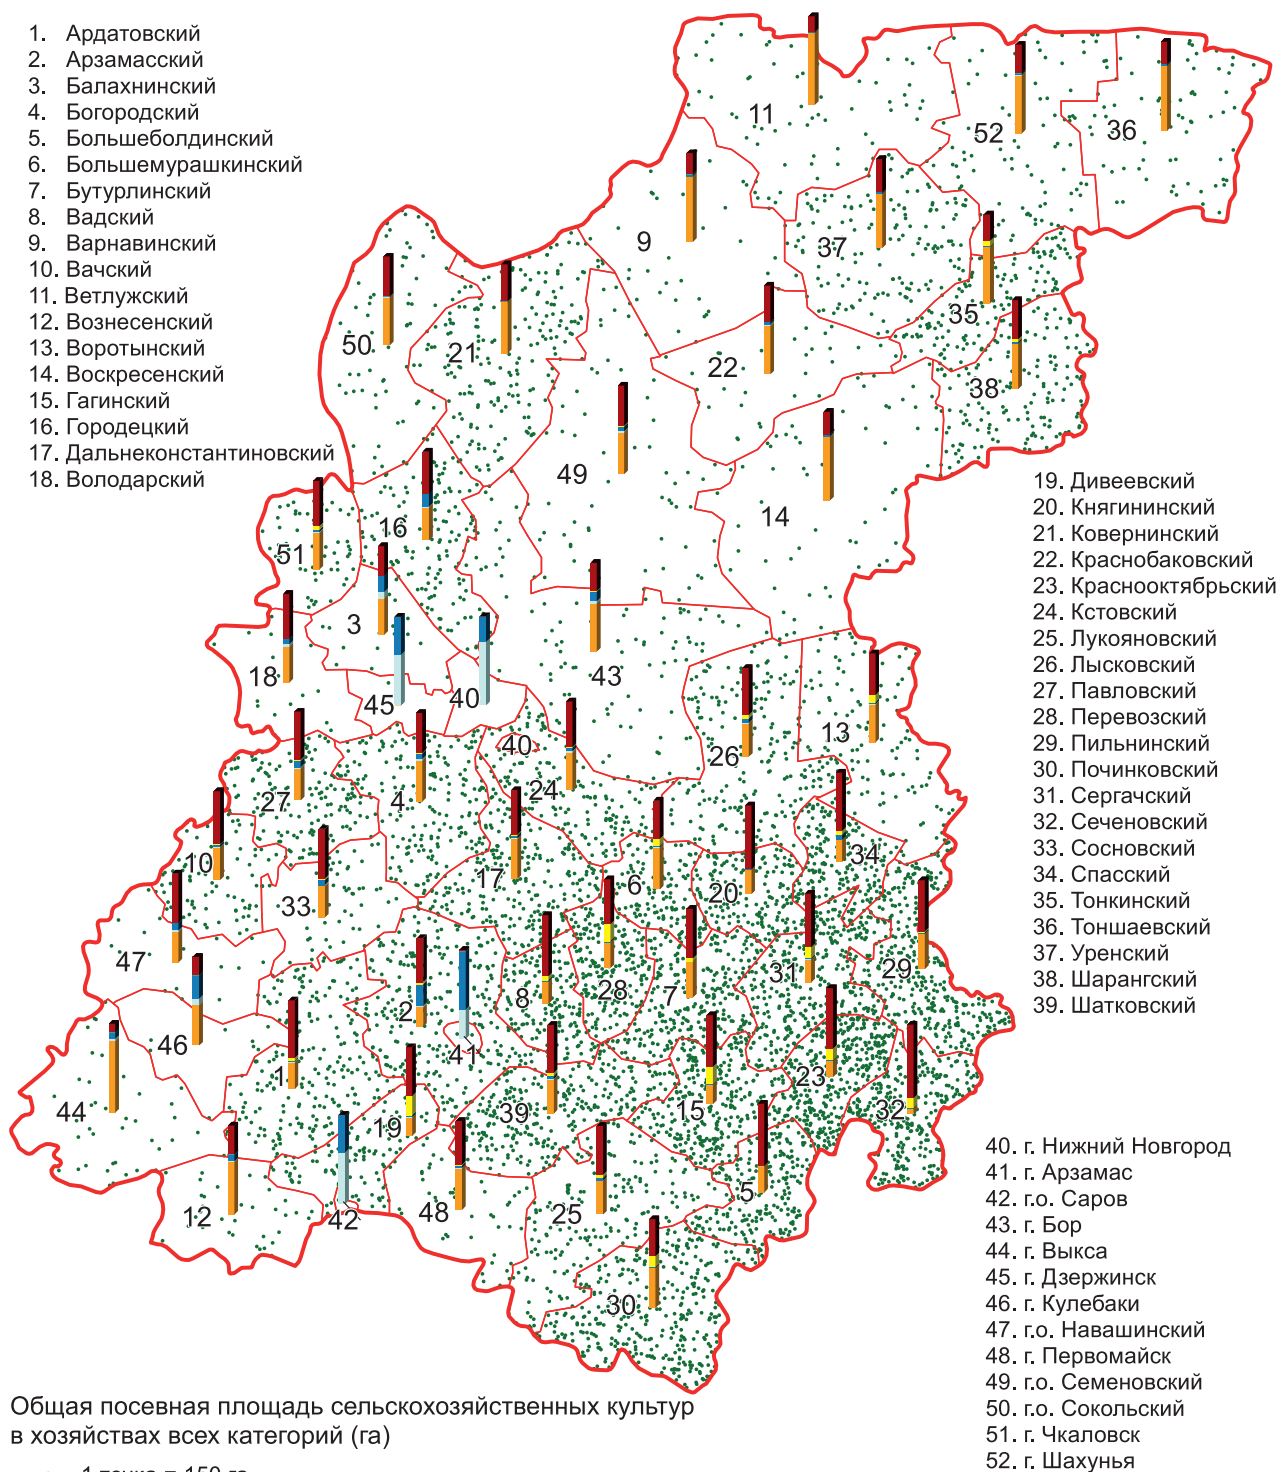 1. Ардатовский
2. Арзамасский
3. Балахнинский
4. Богородский
5. Большеболдинский
6. Большемурашкинский
7. Бутурлинский
8. Вадский
9. Варнавинский
10. Вачский
11. Ветлужский
12. Вознесенский
13. Воротынский
14. Воскресенский
15. Гагинский
16. Городецкий
17. Дальнеконстантиновский
18. Володарский
11
52
36
9
37
50
21
35
22
38
49
14
16
51
3
18
45
40
43
40
26
13
27
4
24
10
33
17
6
20
34
47
2
8
28
7
31
29
46
41
1
44
19
39
15
23
32
12
42
48
25
5
30
19. Дивеевский
20. Княгининский
21. Ковернинский
22. Краснобаковский
23. Краснооктябрьский
24. Кстовский
25. Лукояновский
26. Лысковский
27. Павловский
28. Перевозский
29. Пильнинский
30. Починковский
31. Сергачский
32. Сеченовский
33. Сосновский
34. Спасский
35. Тонкинский
36. Тоншаевский
37. Уренский
38. Шарангский
39. Шатковский
40. г. Нижний Новгород
41. г. Арзамас
42. г.о. Саров
43. г. Бор
44. г. Выкса
45. г. Дзержинск
46. г. Кулебаки
47. г.о. Навашинский
48. г. Первомайск
49. г.о. Семеновский
50. г.о. Сокольский
51. г. Чкаловск
52. г. Шахунья
Общая посевная площадь сельскохозяйственных культур
в хозяйствах всех категорий (га)
1 точка = 150 га